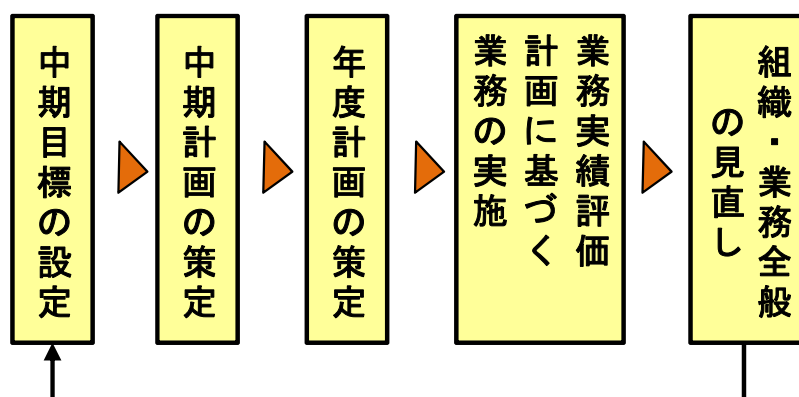 中期目標の設定
中期計画の策定
年度計画の策定
業務実績評価
計画に基づく
業務の実施
組織・業務全般
の見直し